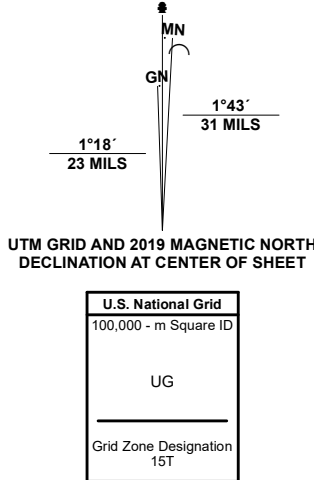 MN
GN
1°43´
31 MILS
1°18´
23 MILS
UTM GRID AND 2019 MAGNETIC NORTH
DECLINATION AT CENTER OF SHEET
U.S. National Grid
100,000 - m Square ID
UG
Grid Zone Designation
15T